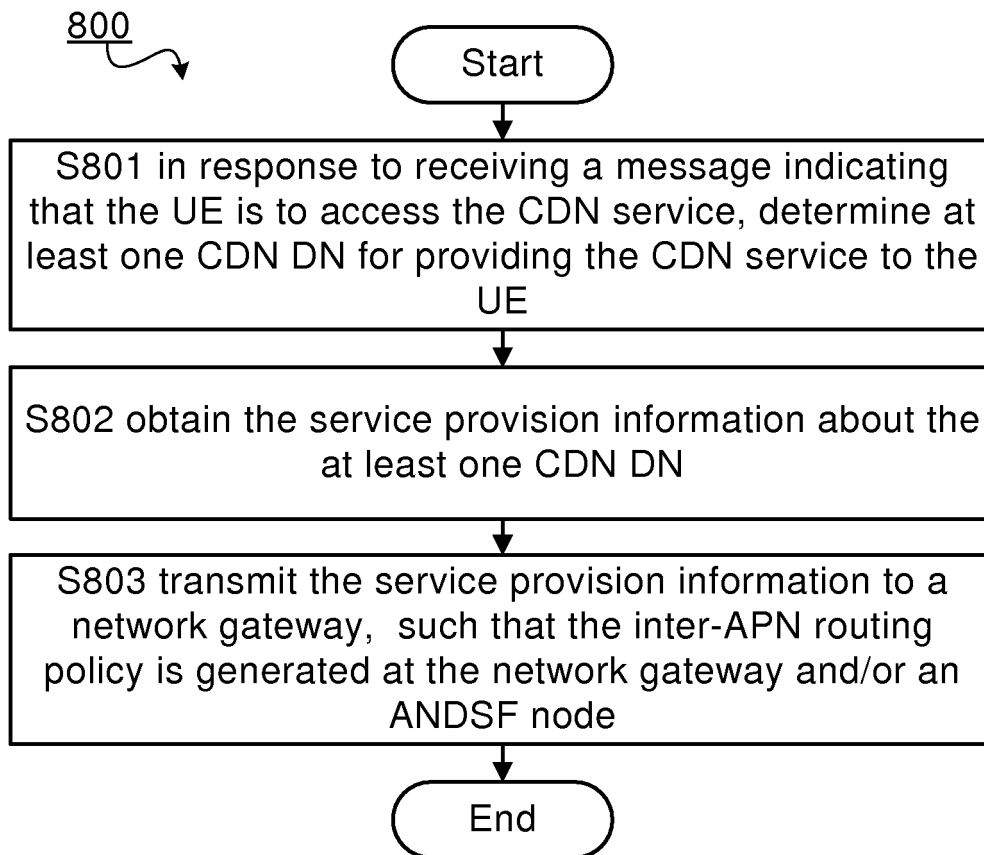 800
Start
S801 in response to receiving a message indicating
that the UE is to access the CDN service, determine at
least one CDN DN for providing the CDN service to the
UE
S802 obtain the service provision information about the
at least one CDN DN
S803 transmit the service provision information to a
network gateway, such that the inter-APN routing
policy is generated at the network gateway and/or an
ANDSF node
End